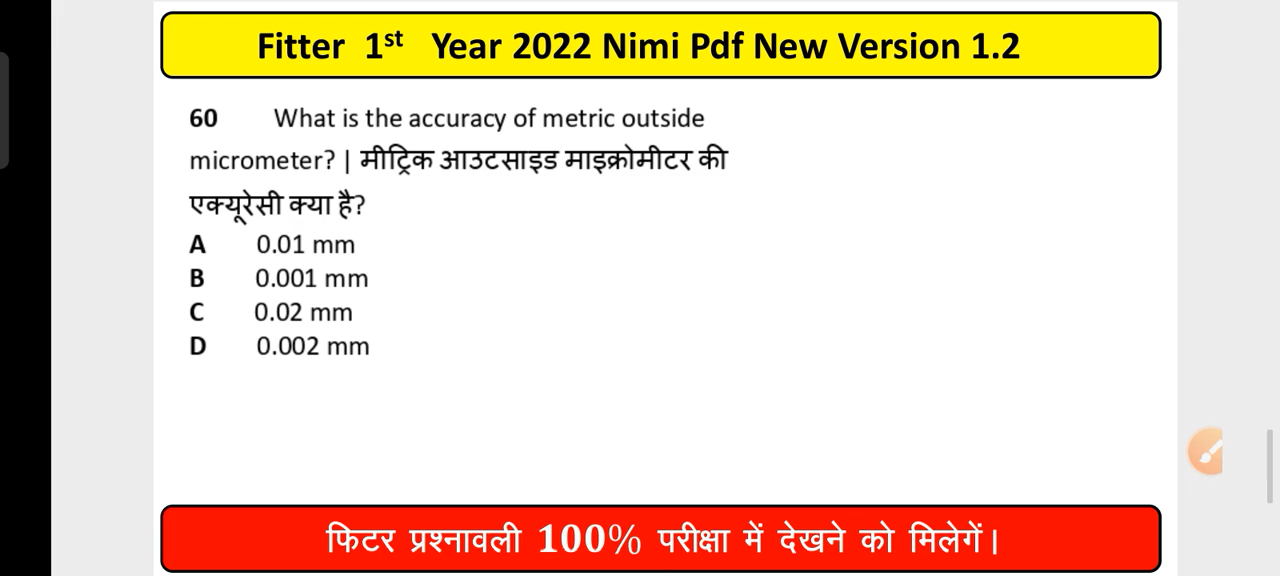 Fitter 1st Year 2022 Nimi Pdf New Version 1.2
60 What is the accuracy of metric outside
micrometer? | मीट्रिक आउटसाइड माइक्रोमीटर की
एक्यूरेसी क्या है?
A 0.01 mm
B 0.001 mm
C 0.02 mm
D 0.002 mm
फिटर प्रश्नावली 100% परीक्षा में देखने को मिलेगें।